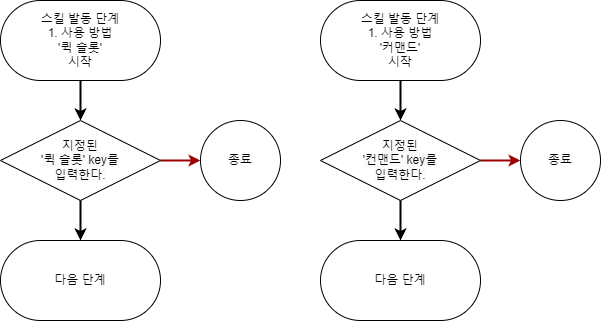 스킬 발동 단계
1. 사용 방법
'퀵 슬롯'
시작
지정된
'퀵 슬롯' key를
입력한다.
종료
다음 단계
스킬 발동 단계
1. 사용 방법
'커맨드'
시작
지정된
'컨맨드' key를
입력한다.
종료
다음 단계